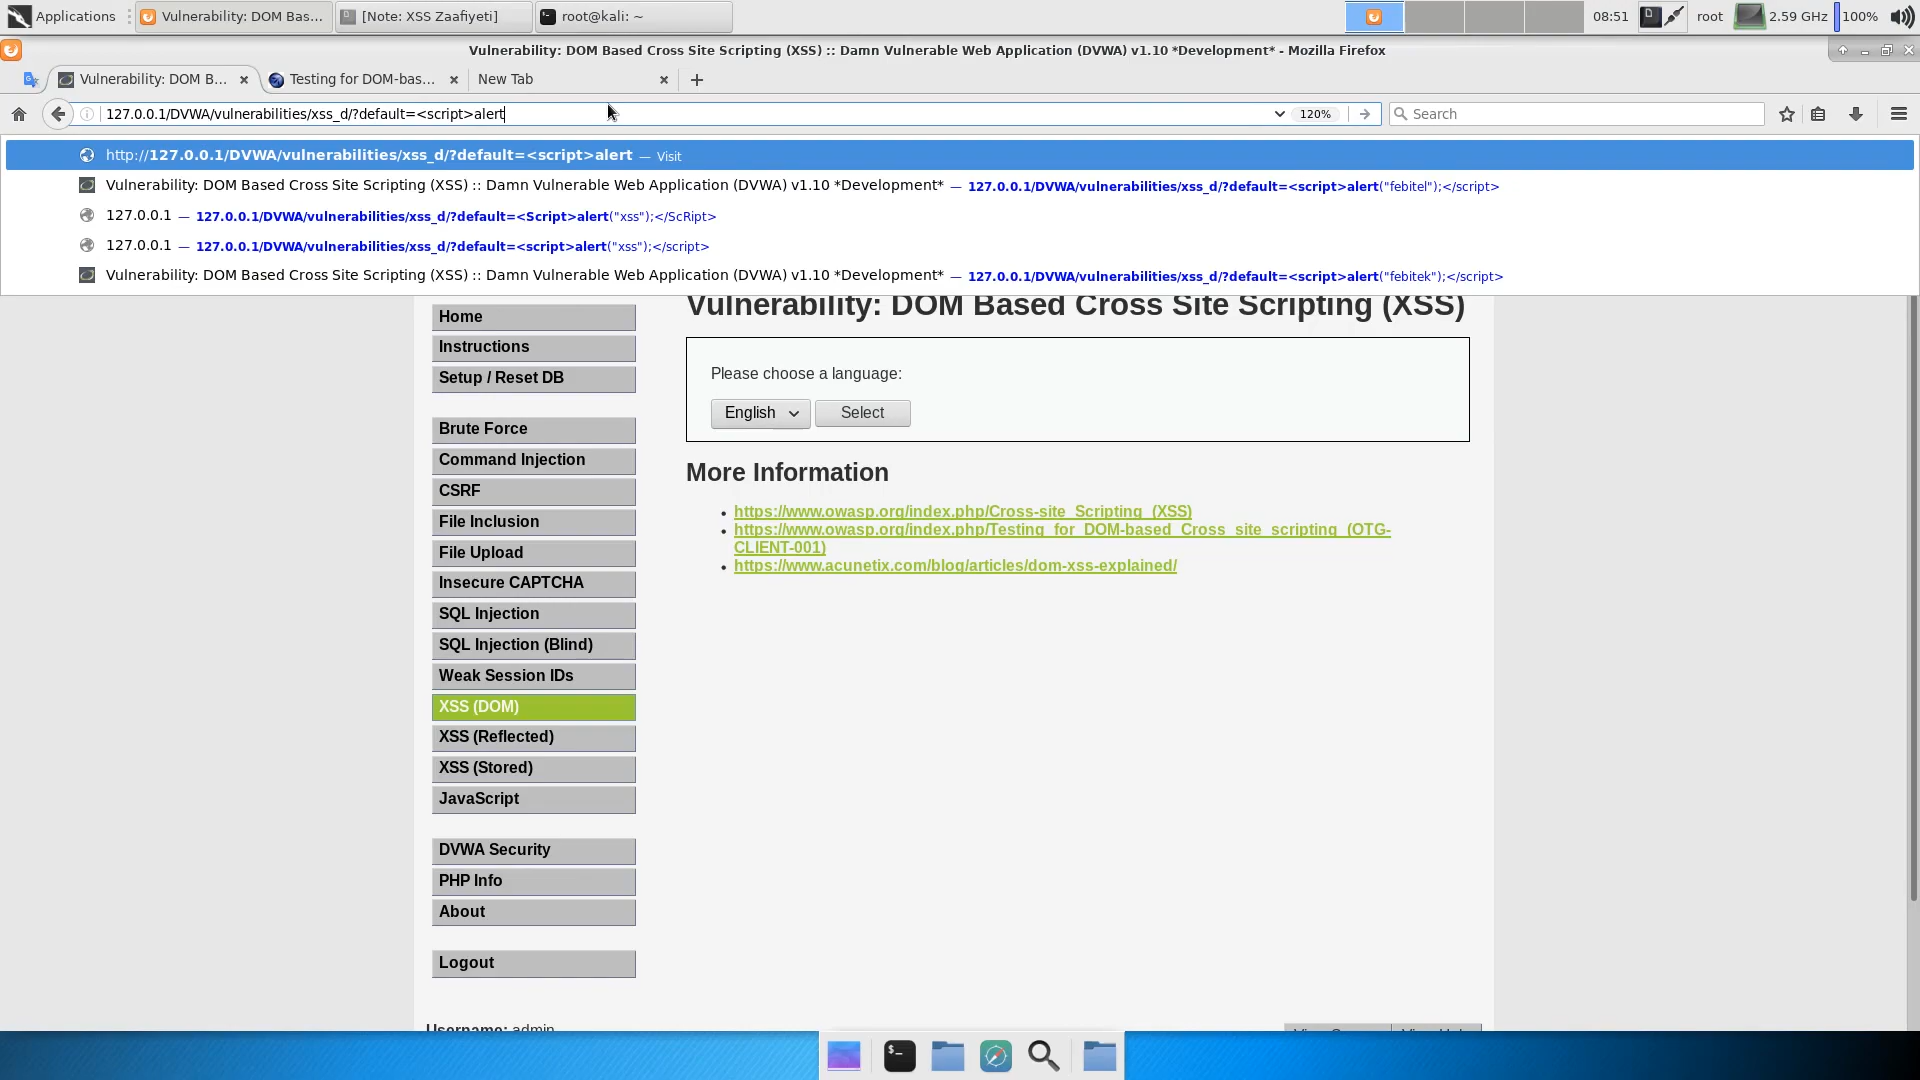 Applications
Vulnerability: DOM Bas...
[Note: XSS Zaafiyeti]
root@kali: ~
08:51
root
2.59 GHz
100%
Vulnerability: DOM Based Cross Site Scripting (XSS) :: Damn Vulnerable Web Application (DVWA) v1.10 *Development* - Mozilla Firefox
Vulnerability: DOM B...
Testing for DOM-bas...
New Tab
127.0.0.1/DVWA/vulnerabilities/xss_d/?default=<script>alert
120%
Search
http://127.0.0.1/DVWA/vulnerabilities/xss_d/?default=<script>alert — Visit
Vulnerability: DOM Based Cross Site Scripting (XSS) :: Damn Vulnerable Web Application (DVWA) v1.10 *Development* — 127.0.0.1/DVWA/vulnerabilities/xss_d/?default=<script>alert("febitel");</script>
127.0.0.1 — 127.0.0.1/DVWA/vulnerabilities/xss_d/?default=<Script>alert("xss");</ScRipt>
127.0.0.1 — 127.0.0.1/DVWA/vulnerabilities/xss_d/?default=<script>alert("xss");</script>
Vulnerability: DOM Based Cross Site Scripting (XSS) :: Damn Vulnerable Web Application (DVWA) v1.10 *Development* — 127.0.0.1/DVWA/vulnerabilities/xss_d/?default=<script>alert("febitek");</script>
Vulnerability: DOM Based Cross Site Scripting (XSS)
Home
Instructions
Setup / Reset DB
Brute Force
Command Injection
CSRF
File Inclusion
File Upload
Insecure CAPTCHA
SQL Injection
SQL Injection (Blind)
Weak Session IDs
XSS (DOM)
XSS (Reflected)
XSS (Stored)
JavaScript
DVWA Security
PHP Info
About
Logout
Please choose a language:
English
Select
More Information
https://www.owasp.org/index.php/Cross-site_Scripting_(XSS)
https://www.owasp.org/index.php/Testing_for_DOM-based_Cross_site_scripting_(OTG-
CLIENT-001)
https://www.acunetix.com/blog/articles/dom-xss-explained/
Username: admin